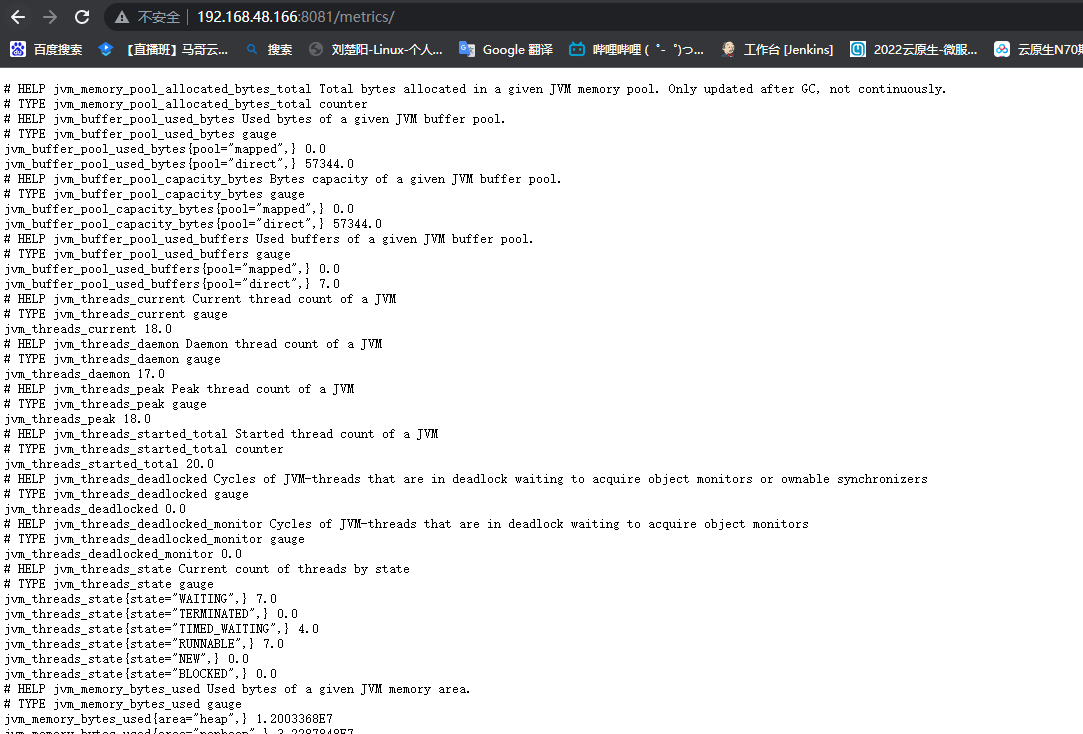 不安全 192.168.48.166:8081/metrics/
百度搜索 【直播班】马哥云... 搜索 刘楚阳-Linux-个人... Google 翻译 哔哩哔哩 ( ゜- ゜)つ... 工作台 [Jenkins] 2022云原生-微服... 云原生N70期
# HELP jvm_memory_pool_allocated_bytes_total Total bytes allocated in a given JVM memory pool. Only updated after GC, not continuously.
# TYPE jvm_memory_pool_allocated_bytes_total counter
# HELP jvm_buffer_pool_used_bytes Used bytes of a given JVM buffer pool.
# TYPE jvm_buffer_pool_used_bytes gauge
jvm_buffer_pool_used_bytes{pool="mapped",} 0.0
jvm_buffer_pool_used_bytes{pool="direct",} 57344.0
# HELP jvm_buffer_pool_capacity_bytes Bytes capacity of a given JVM buffer pool.
# TYPE jvm_buffer_pool_capacity_bytes gauge
jvm_buffer_pool_capacity_bytes{pool="mapped",} 0.0
jvm_buffer_pool_capacity_bytes{pool="direct",} 57344.0
# HELP jvm_buffer_pool_used_buffers Used buffers of a given JVM buffer pool.
# TYPE jvm_buffer_pool_used_buffers gauge
jvm_buffer_pool_used_buffers{pool="mapped",} 0.0
jvm_buffer_pool_used_buffers{pool="direct",} 7.0
# HELP jvm_threads_current Current thread count of a JVM
# TYPE jvm_threads_current gauge
jvm_threads_current 18.0
# HELP jvm_threads_daemon Daemon thread count of a JVM
# TYPE jvm_threads_daemon gauge
jvm_threads_daemon 17.0
# HELP jvm_threads_peak Peak thread count of a JVM
# TYPE jvm_threads_peak gauge
jvm_threads_peak 18.0
# HELP jvm_threads_started_total Started thread count of a JVM
# TYPE jvm_threads_started_total counter
jvm_threads_started_total 20.0
# HELP jvm_threads_deadlocked Cycles of JVM-threads that are in deadlock waiting to acquire object monitors or ownable synchronizers
# TYPE jvm_threads_deadlocked gauge
jvm_threads_deadlocked 0.0
# HELP jvm_threads_deadlocked_monitor Cycles of JVM-threads that are in deadlock waiting to acquire object monitors
# TYPE jvm_threads_deadlocked_monitor gauge
jvm_threads_deadlocked_monitor 0.0
# HELP jvm_threads_state Current count of threads by state
# TYPE jvm_threads_state gauge
jvm_threads_state{state="WAITING",} 7.0
jvm_threads_state{state="TERMINATED",} 0.0
jvm_threads_state{state="TIMED_WAITING",} 4.0
jvm_threads_state{state="RUNNABLE",} 7.0
jvm_threads_state{state="NEW",} 0.0
jvm_threads_state{state="BLOCKED",} 0.0
# HELP jvm_memory_bytes_used Used bytes of a given JVM memory area.
# TYPE jvm_memory_bytes_used gauge
jvm_memory_bytes_used{area="heap",} 1.2003368E7
jvm_memory_bytes_used{area="nonheap",} 3.2287848E7